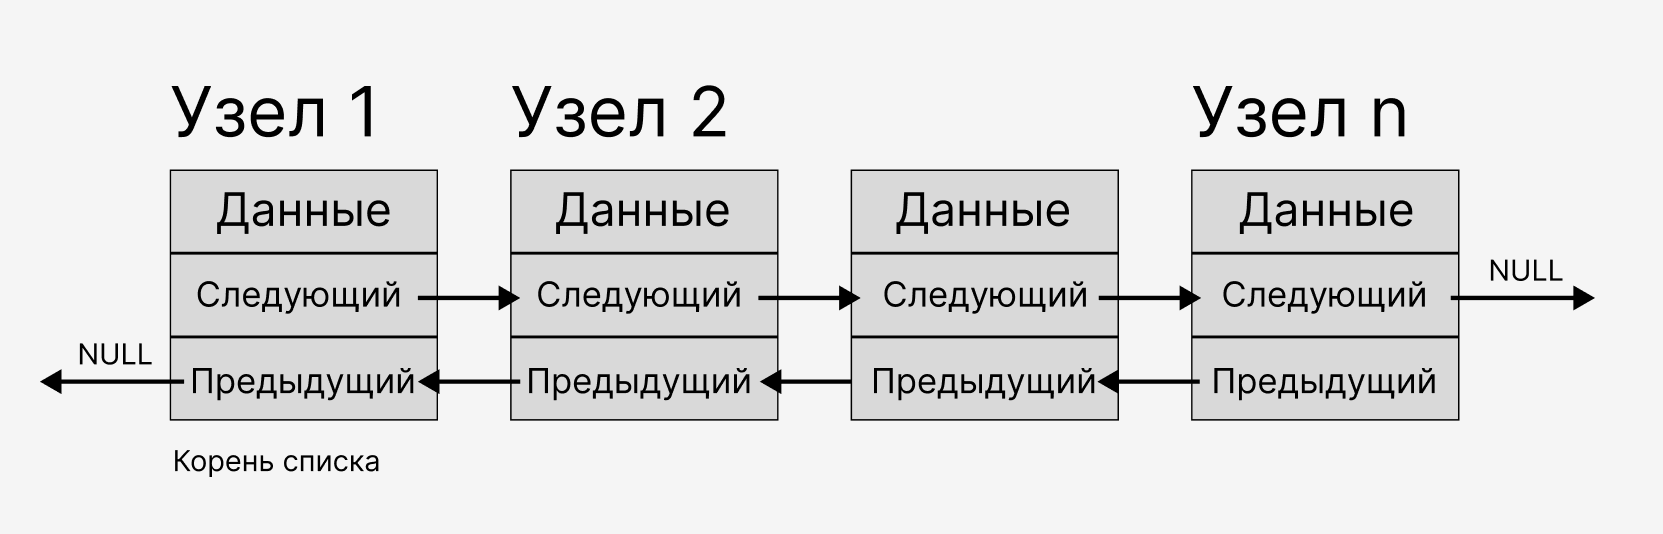 Узел 1
Узел 2
Узел n
Данные
Данные
Данные
Данные
Следующий
Следующий
Следующий
Следующий
NULL
NULL
Предыдущий
Предыдущий
Предыдущий
Предыдущий
Корень списка